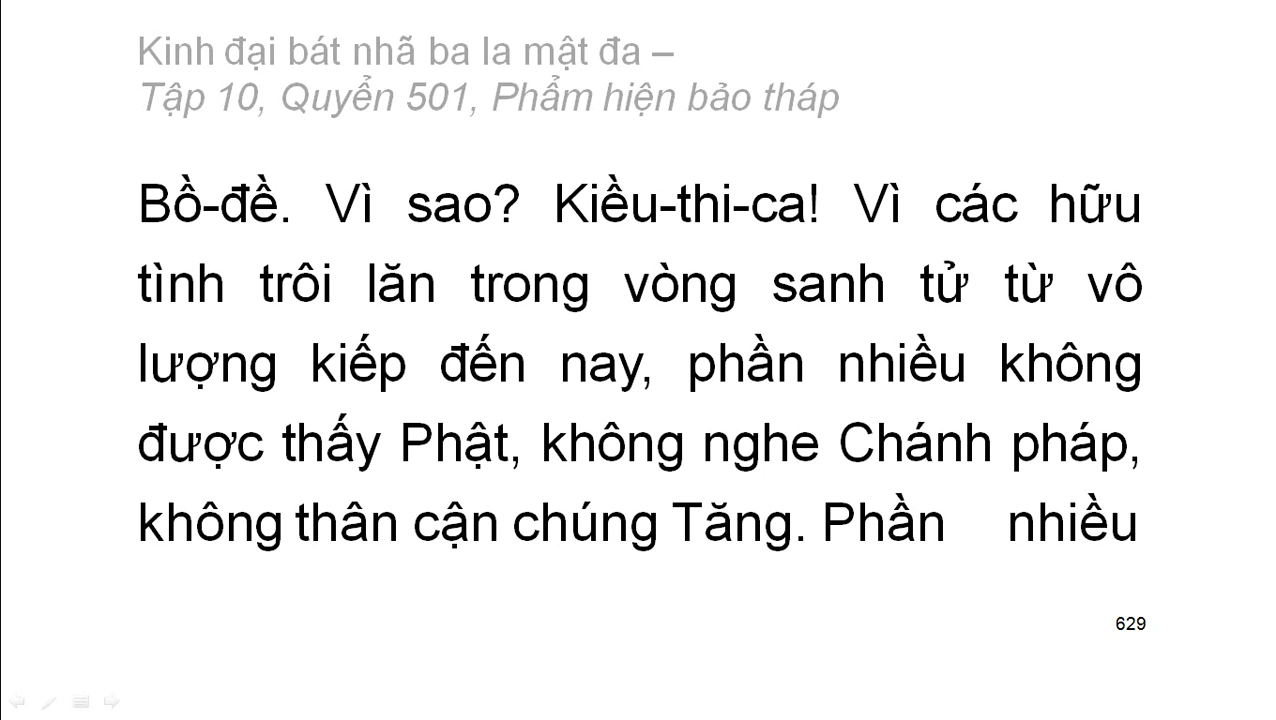 Kinh đại bát nhã ba la mật đa –
Tập 10, Quyển 501, Phẩm hiện bảo tháp
Bồ-đề. Vì sao? Kiều-thi-ca! Vì các hữu
tình trôi lăn trong vòng sanh tử từ vô
lượng kiếp đến nay, phần nhiều không
được thấy Phật, không nghe Chánh pháp,
không thân cận chúng Tăng. Phần nhiều
629